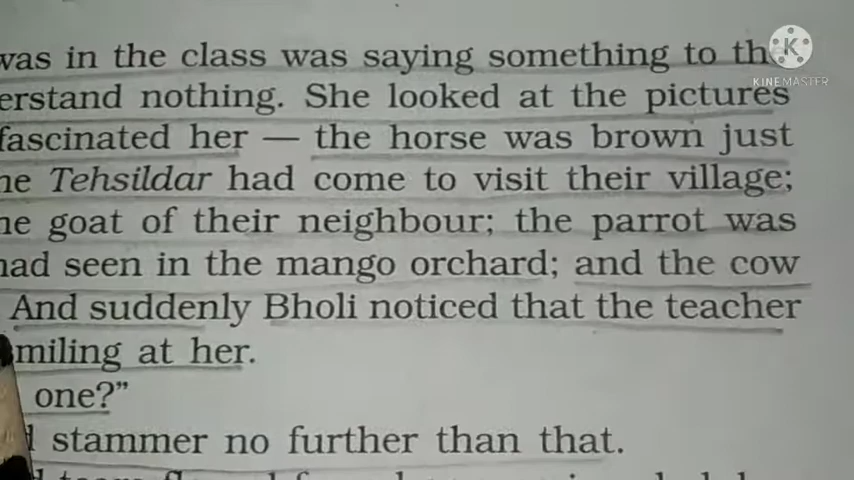 was in the class was saying something to the
erstand nothing. She looked at the pictures
fascinated her — the horse was brown just
Tehsildar had come to visit their village;
goat of their neighbour; the parrot was
had seen in the mango orchard; and the cow
And suddenly Bholi noticed that the teacher
miling at her.
one?”
stammer no further than that.
KINEMASTER